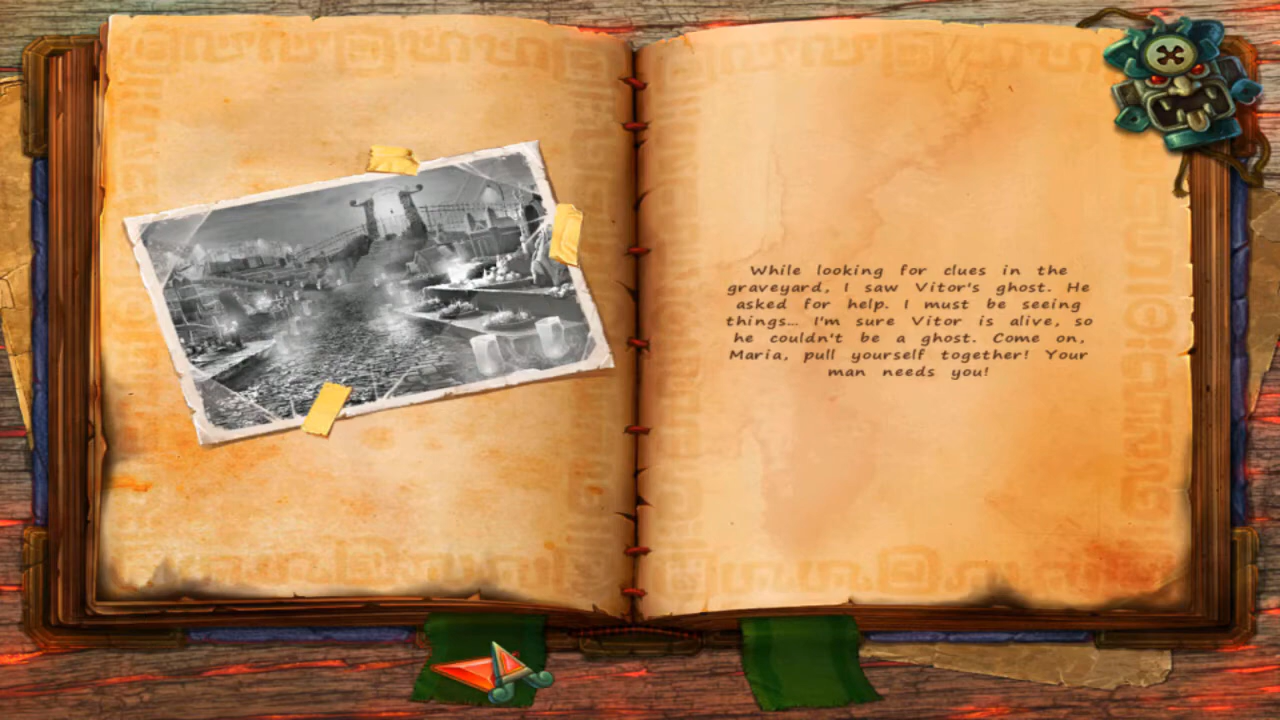 While looking for clues in the
graveyard, I saw Vitor's ghost. He
asked for help. I must be seeing
things... I'm sure Vitor is alive, so
he couldn't be a ghost. Come on,
Maria, pull yourself together! Your
man needs you!